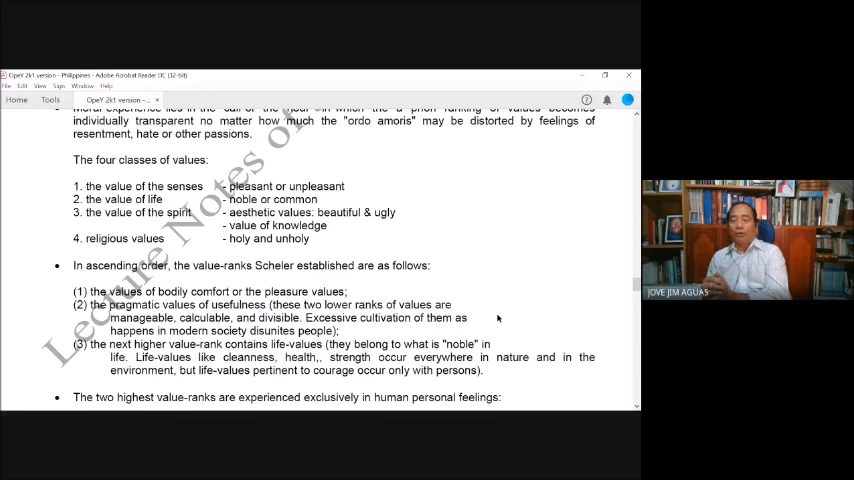 OpeY 2k1 version - Philippines - Adobe Acrobat Reader DC (32-bit)
File Edit View Sign Window Help
Home Tools OpeY 2k1 version -... ×
individually transparent no matter how much the "ordo amoris" may be distorted by feelings of
resentment, hate or other passions.
The four classes of values:
1. the value of the senses - pleasant or unpleasant
2. the value of life - noble or common
3. the value of the spirit - aesthetic values: beautiful & ugly
- value of knowledge
4. religious values - holy and unholy
• In ascending order, the value-ranks Scheler established are as follows:
(1) the values of bodily comfort or the pleasure values;
(2) the pragmatic values of usefulness (these two lower ranks of values are
manageable, calculable, and divisible. Excessive cultivation of them as
happens in modern society disunites people);
(3) the next higher value-rank contains life-values (they belong to what is "noble" in
life. Life-values like cleanness, health,, strength occur everywhere in nature and in the
environment, but life-values pertinent to courage occur only with persons).
• The two highest value-ranks are experienced exclusively in human personal feelings:
Lecture Notes of
JOVE JIM AGUAS